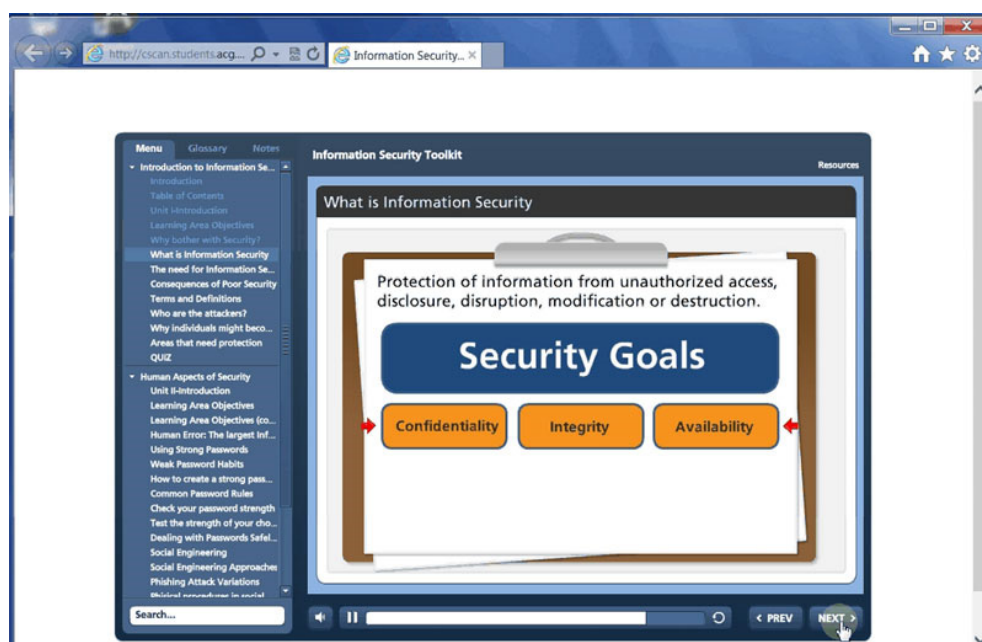 http://cscan.students.acg...
Information Security...
Menu Glossary Notes
Information Security Toolkit
Resources
Introduction to Information Se...
Introduction
Table of Contents
Unit I-Introduction
Learning Area Objectives
Why bother with Security?
What is Information Security
The need for Information Se...
Consequences of Poor Security
Terms and Definitions
Who are the attackers?
Why individuals might beco...
Areas that need protection
QUIZ
Human Aspects of Security
Unit II-Introduction
Learning Area Objectives
Learning Area Objectives (co...
Human Error: The largest Inf...
Using Strong Passwords
Weak Password Habits
How to create a strong pass...
Common Password Rules
Check your password strength
Test the strength of your cho...
Dealing with Passwords Safel...
Social Engineering
Social Engineering Approaches
Phishing Attack Variations
Search...
What is Information Security
Protection of information from unauthorized access,
disclosure, disruption, modification or destruction.
Security Goals
Confidentiality Integrity Availability
< PREV NEXT >